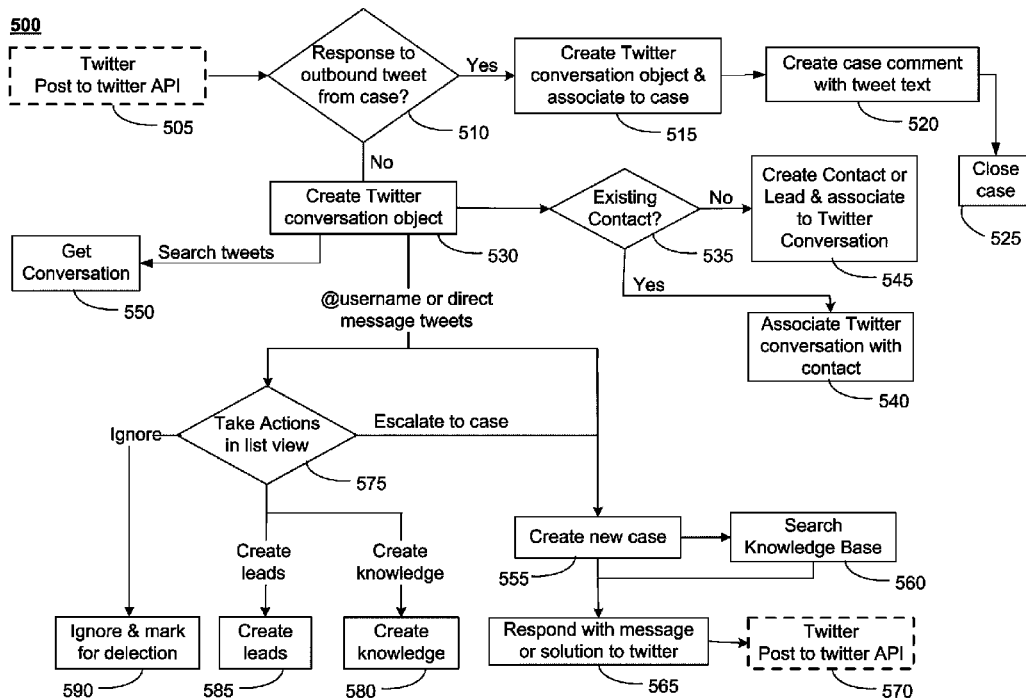 500
Twitter
Post to twitter API
505
Response to
outbound tweet
from case?
510
Yes
Create Twitter
conversation object &
associate to case
515
Create case comment
with tweet text
520
Close
case
525
No
Create Twitter
conversation object
530
Existing
Contact?
535
No
Create Contact or
Lead & associate
to Twitter
Conversation
545
Yes
Associate Twitter
conversation with
contact
540
Search tweets
Get
Conversation
550
@username or direct
message tweets
Take Actions
in list view
575
Ignore
Escalate to case
Create new case
555
Search
Knowledge Base
560
Create
leads
Create
knowledge
Ignore & mark
for delection
590
Create
leads
585
Create
knowledge
580
Respond with message
or solution to twitter
565
Twitter
Post to twitter API
570